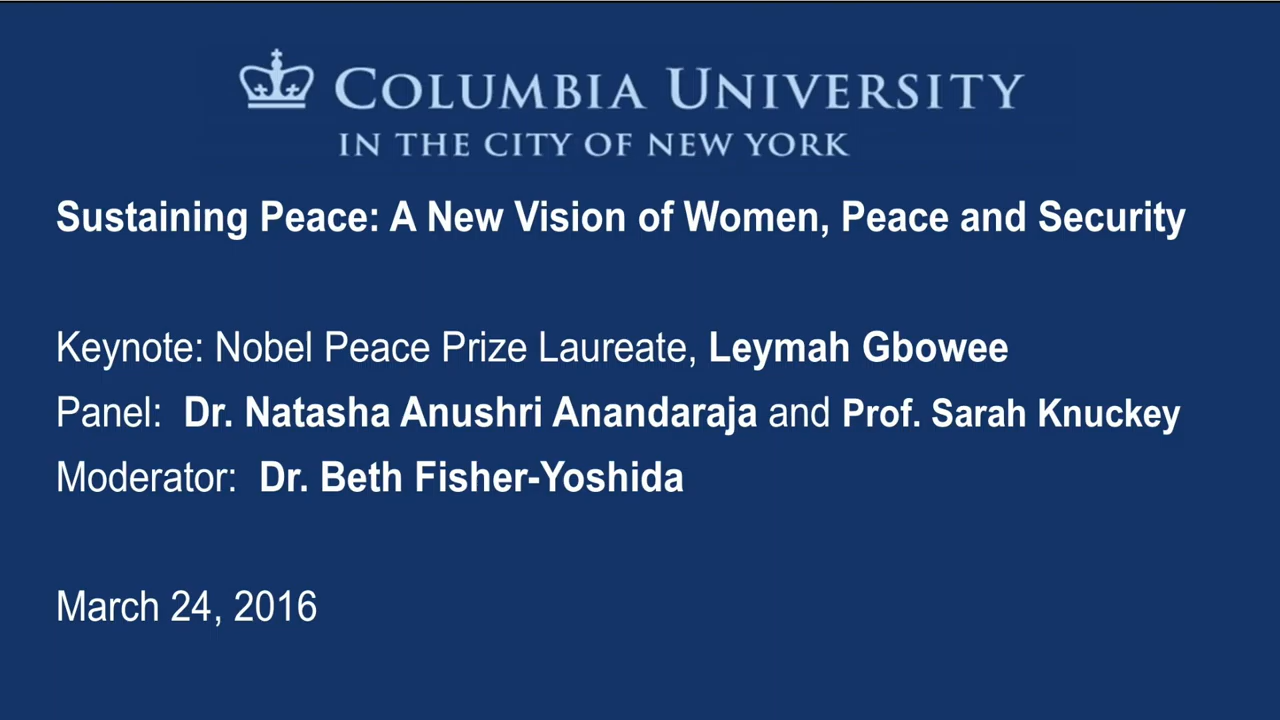 COLUMBIA UNIVERSITY
IN THE CITY OF NEW YORK
Sustaining Peace: A New Vision of Women, Peace and Security
Keynote: Nobel Peace Prize Laureate, Leymah Gbowee
Panel: Dr. Natasha Anushri Anandaraja and Prof. Sarah Knuckey
Moderator: Dr. Beth Fisher-Yoshida
March 24, 2016